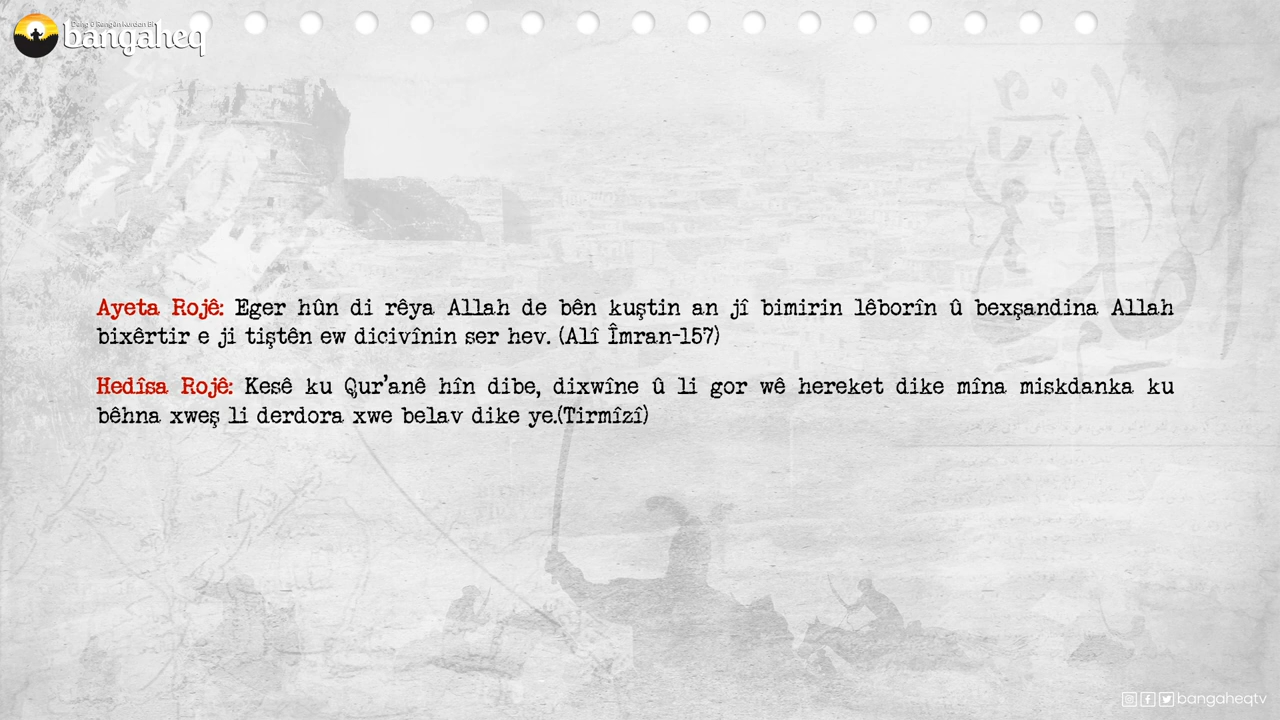 bangaheq
Ayeta Rojê: Eger hûn di rêya Allah de bên kuştin an jî bimirin lêborîn û bexşandina Allah
bixêrtir e ji tiştên ew dicivînin ser hev. (Alî Îmran-157)
Hedîsa Rojê: Kesê ku Qur’anê hîn dibe, dixwîne û li gor wê hereket dike mîna miskdanka ku
bêhna xweş li derdora xwe belav dike ye.(Tirmîzî)
bangaheqtv